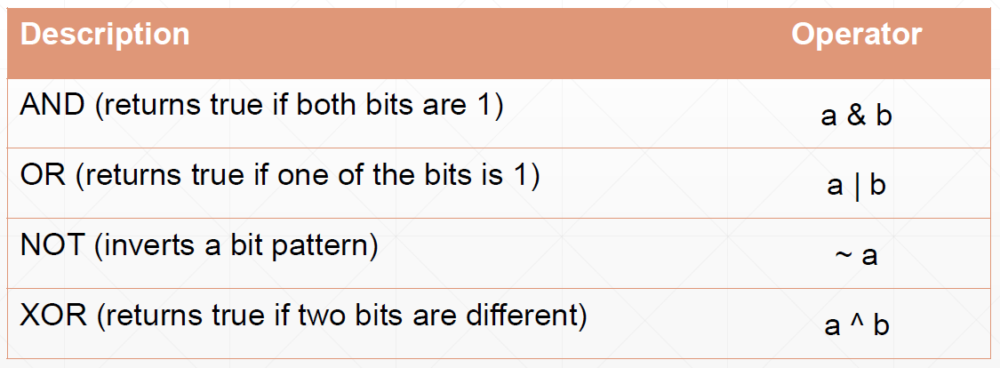 Description Operator
AND (returns true if both bits are 1) a & b
OR (returns true if one of the bits is 1) a | b
NOT (inverts a bit pattern) ~ a
XOR (returns true if two bits are different) a ^ b